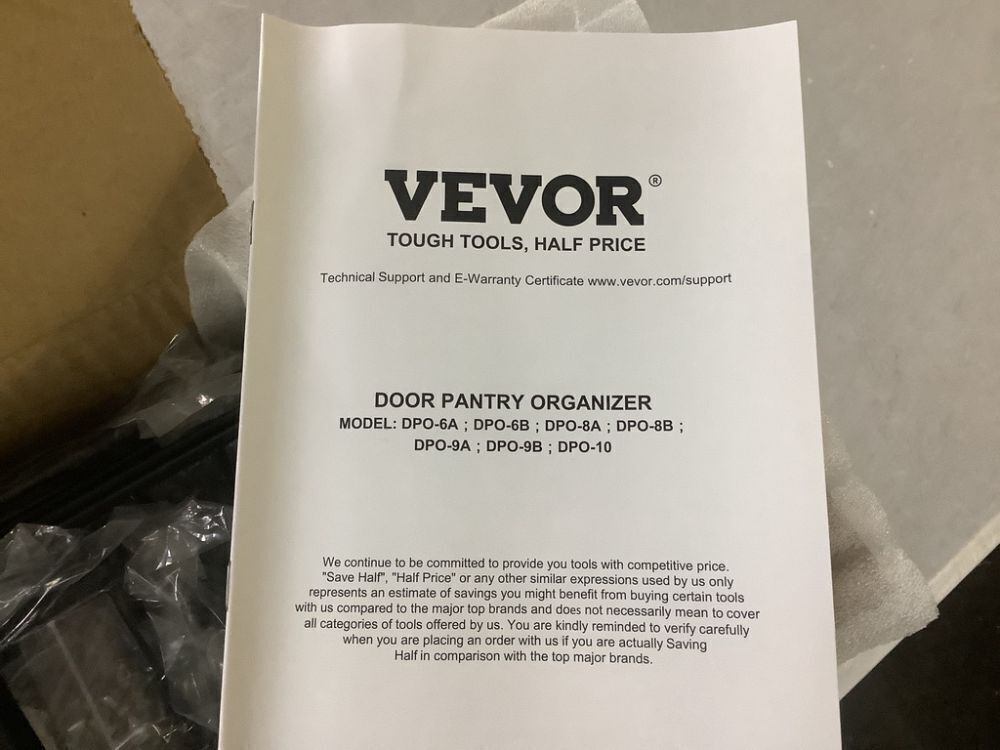 VEVOR®
TOUGH TOOLS, HALF PRICE
Technical Support and E-Warranty Certificate www.vevor.com/support
DOOR PANTRY ORGANIZER
MODEL: DPO-6A ; DPO-6B ; DPO-8A ; DPO-8B ;
DPO-9A ; DPO-9B ; DPO-10
We continue to be committed to provide you tools with competitive price.
"Save Half", "Half Price" or any other similar expressions used by us only
represents an estimate of savings you might benefit from buying certain tools
with us compared to the major top brands and does not necessarily mean to cover
all categories of tools offered by us. You are kindly reminded to verify carefully
when you are placing an order with us if you are actually Saving
Half in comparison with the top major brands.